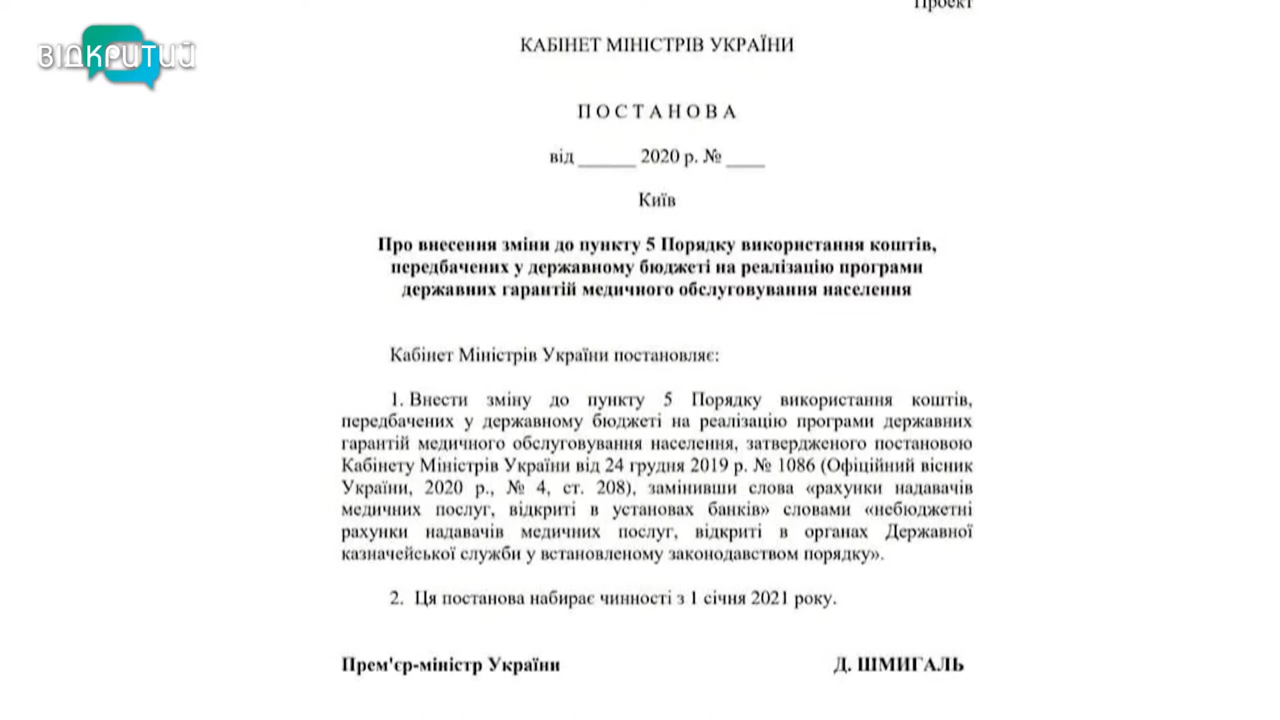 Проект
ВІДКРИТИЙ
КАБІНЕТ МІНІСТРІВ УКРАЇНИ
П О С Т А Н О В А
від ______ 2020 р. № ____
Київ
Про внесення зміни до пункту 5 Порядку використання коштів,
передбачених у державному бюджеті на реалізацію програми
державних гарантій медичного обслуговування населення
Кабінет Міністрів України постановляє:
1. Внести зміну до пункту 5 Порядку використання коштів,
передбачених у державному бюджеті на реалізацію програми державних
гарантій медичного обслуговування населення, затвердженого постановою
Кабінету Міністрів України від 24 грудня 2019 р. № 1086 (Офіційний вісник
України, 2020 р., № 4, ст. 208), замінивши слова «рахунки надавачів
медичних послуг, відкриті в установах банків» словами «небюджетні
рахунки надавачів медичних послуг, відкриті в органах Державної
казначейської служби у встановленому законодавством порядку».
2. Ця постанова набирає чинності з 1 січня 2021 року.
Прем'єр-міністр України Д. ШМИГАЛЬ